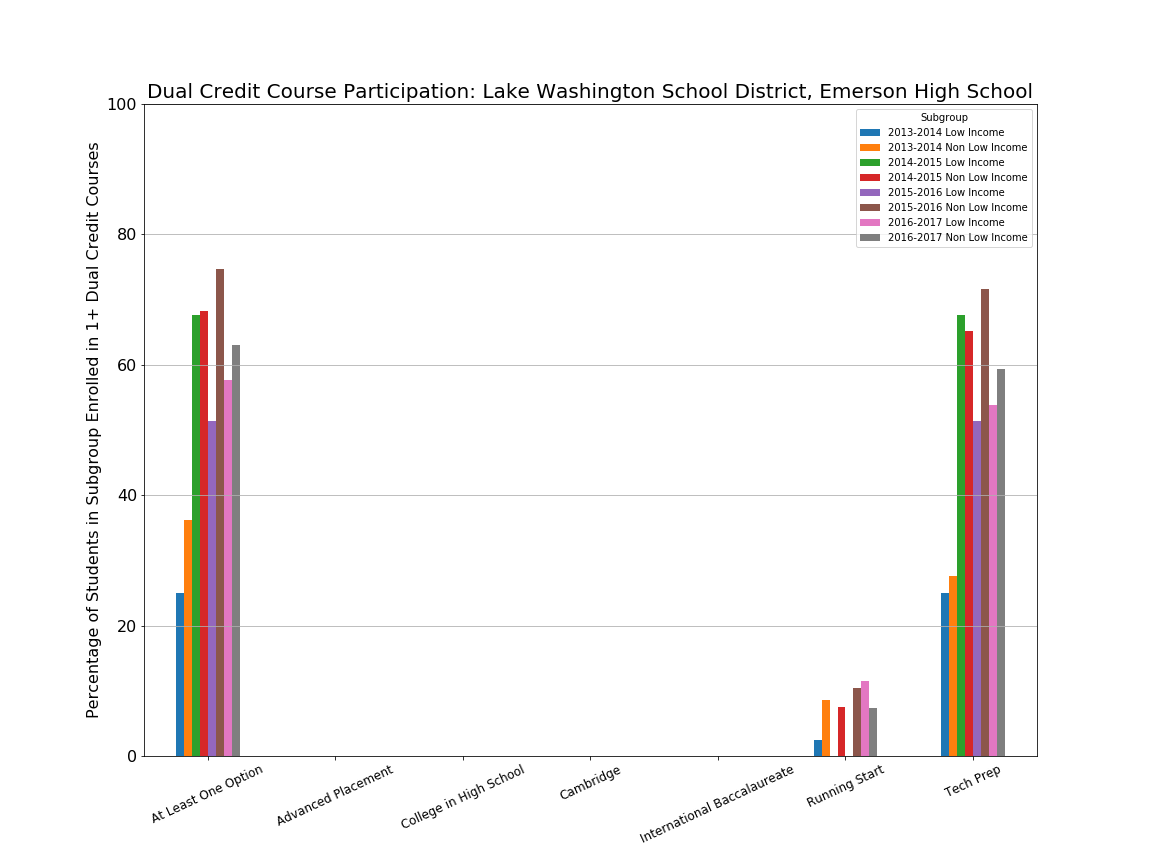 Dual Credit Course Participation: Lake Washington School District, Emerson High School
Percentage of Students in Subgroup Enrolled in 1+ Dual Credit Courses
100
80
60
40
20
0
Subgroup
2013-2014 Low Income
2013-2014 Non Low Income
2014-2015 Low Income
2014-2015 Non Low Income
2015-2016 Low Income
2015-2016 Non Low Income
2016-2017 Low Income
2016-2017 Non Low Income
At Least One Option
Advanced Placement
College in High School
Cambridge
International Baccalaureate
Running Start
Tech Prep